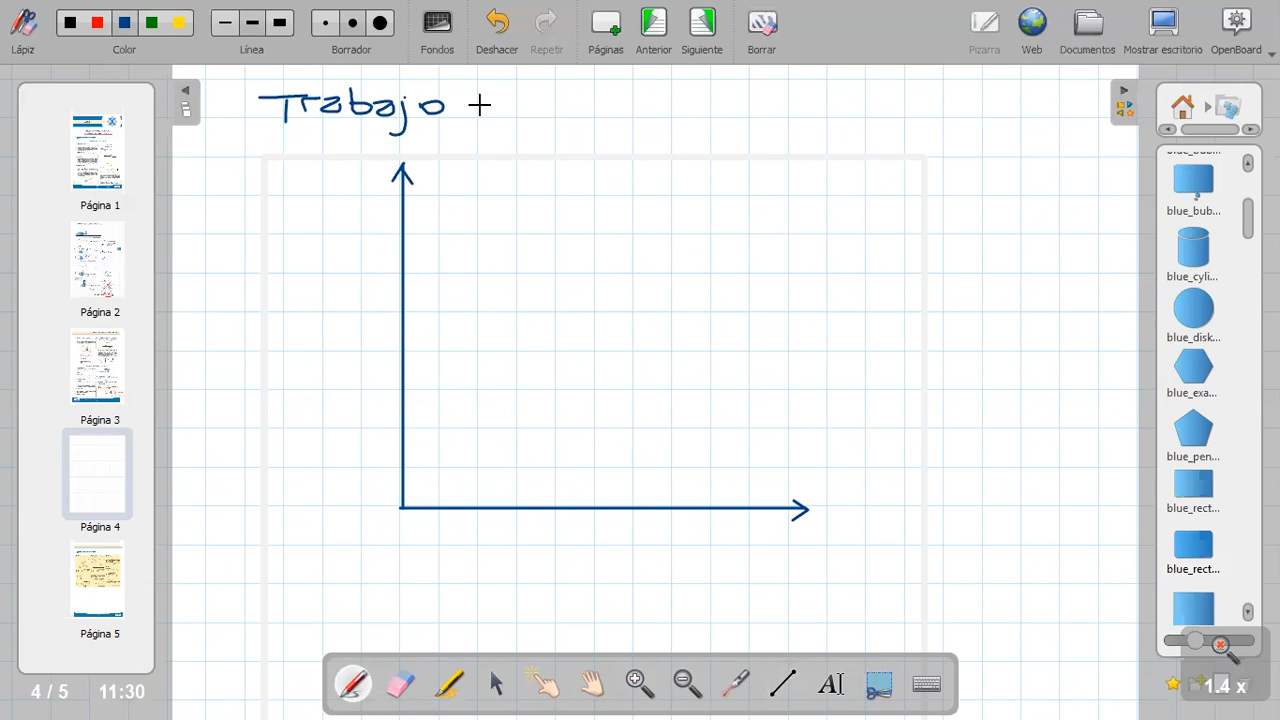 Lápiz
Color
Línea
Borrador
Fondos
Deshacer
Repetir
Páginas
Anterior
Siguiente
Borrar
Pizarra
Web
Documentos
Mostrar escritorio
OpenBoard
Trabajo
Página 1
Página 2
Página 3
Página 4
Página 5
4 / 5 11:30
blue_bub...
blue_bub...
blue_cyli...
blue_disk...
blue_exa...
blue_pen...
blue_rect...
blue_rect...
1.4 x